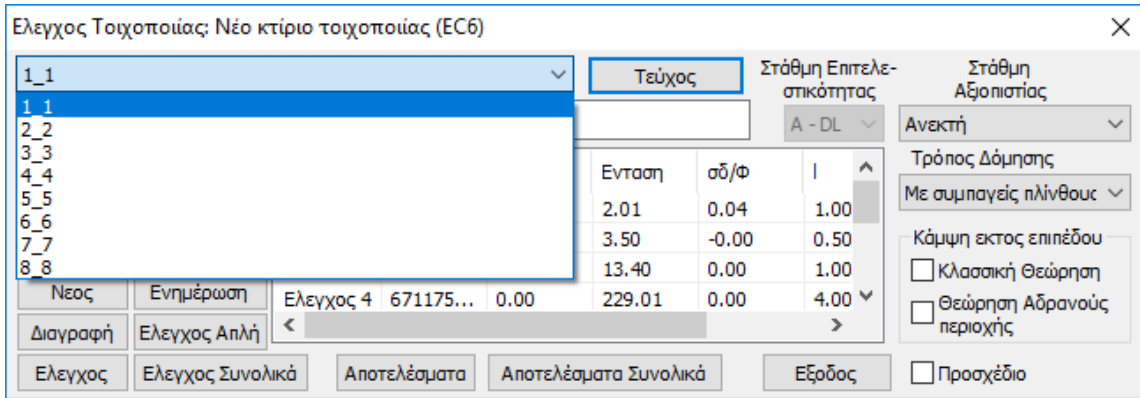 Ελεγχος Τοιχοποιίας: Νέο κτίριο τοιχοποιίας (EC6)
1_1
Τεύχος
Στάθμη Επιτελε-
στικότητας
Στάθμη
Αξιοπιστίας
1_1
2_2
3_3
4_4
5_5
6_6
7_7
8_8
A - DL
Ανεκτή
Τρόπος Δόμησης
Με συμπαγείς πλίνθους
Ενταση σδ/Φ l
2.01 0.04 1.00
3.50 -0.00 0.50
13.40 0.00 1.00
Ελεγχος 4 671175... 0.00 229.01 0.00 4.00
Κάμψη εκτος επιπέδου
Κλασσική Θεώρηση
Θεώρηση Αδρανούς
περιοχής
Νεος Ενημέρωση
Διαγραφή Ελεγχος Απλή
Ελεγχος Ελεγχος Συνολικά Αποτελέσματα Αποτελέσματα Συνολικά Εξοδος Προσχέδιο